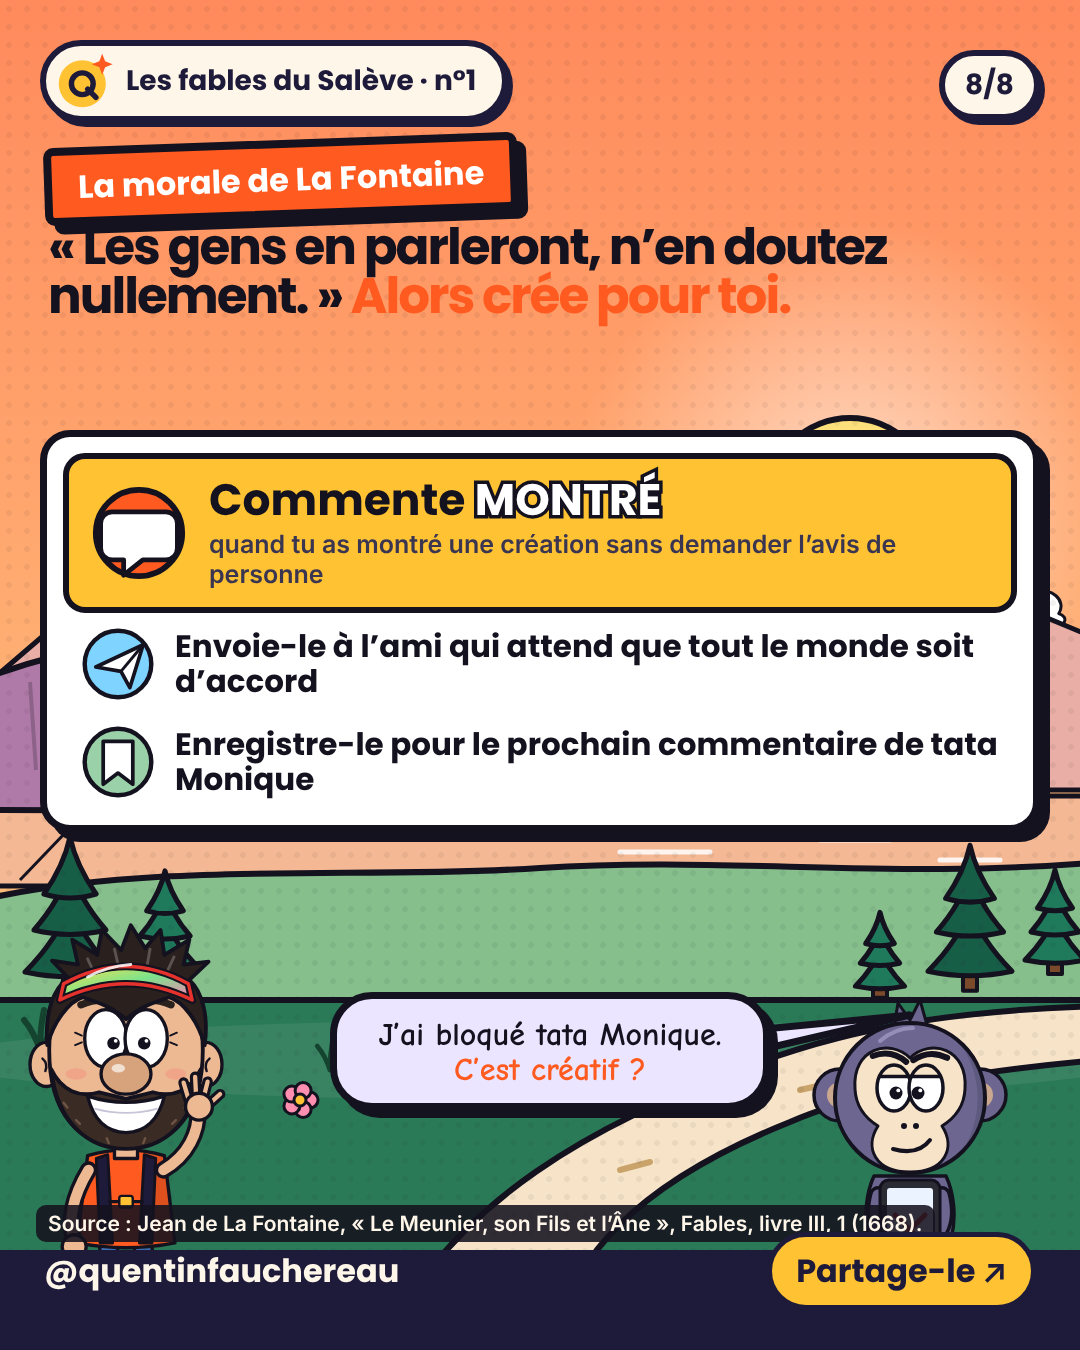 Q Les fables du Salève · n°1
8/8
La morale de La Fontaine
« Les gens en parleront, n’en doutez
nullement. » Alors crée pour toi.
Commente MONTRÉ
quand tu as montré une création sans demander l’avis de
personne
Envoie-le à l’ami qui attend que tout le monde soit
d’accord
Enregistre-le pour le prochain commentaire de tata
Monique
J’ai bloqué tata Monique.
C’est créatif ?
Source : Jean de La Fontaine, « Le Meunier, son Fils et l’Âne », Fables, livre III, 1 (1668).
@quentinfauchereau
Partage-le ↗